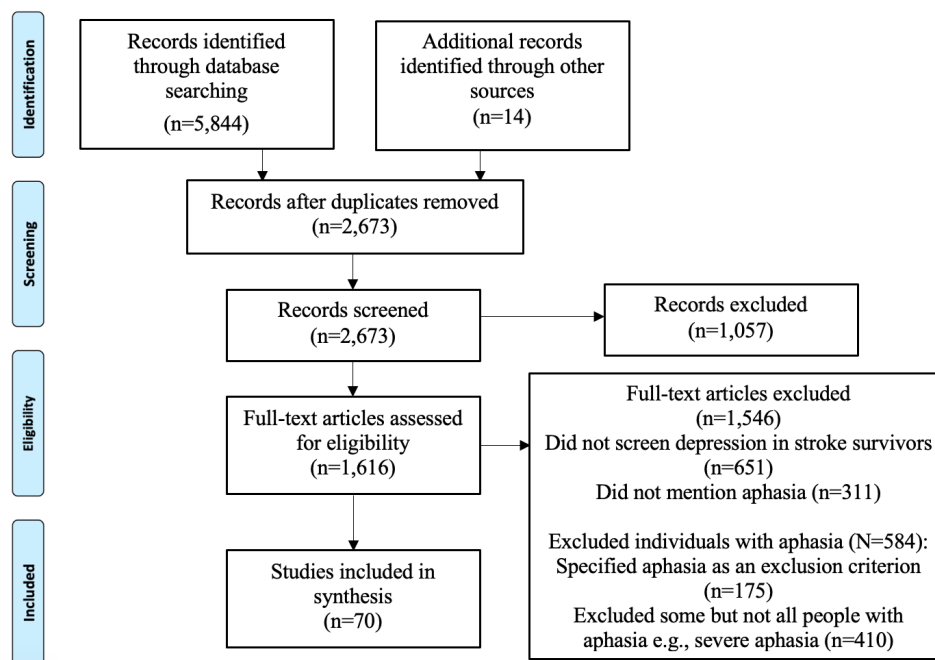 Identification
Records identified
through database
searching
(n=5,844)
Additional records
identified through other
sources
(n=14)
Screening
Records after duplicates removed
(n=2,673)
Records screened
(n=2,673)
Records excluded
(n=1,057)
Eligibility
Full-text articles assessed
for eligibility
(n=1,616)
Full-text articles excluded
(n=1,546)
Did not screen depression in stroke survivors
(n=651)
Did not mention aphasia (n=311)
Excluded individuals with aphasia (N=584):
Specified aphasia as an exclusion criterion
(n=175)
Excluded some but not all people with
aphasia e.g., severe aphasia (n=410)
Included
Studies included in
synthesis
(n=70)